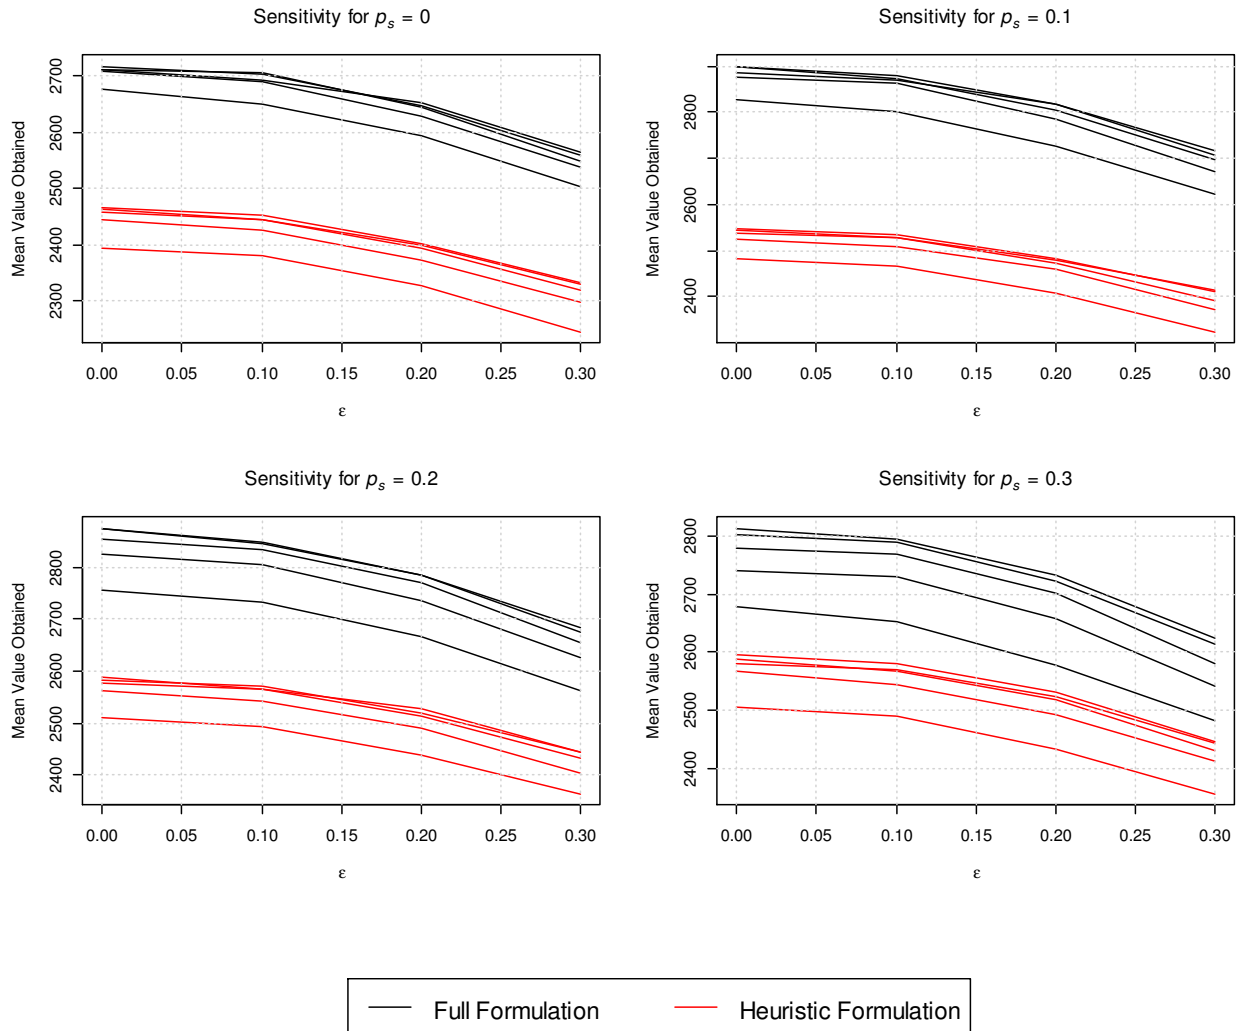 Sensitivity for pₛ = 0
Mean Value Obtained
2700
2600
2500
2400
2300
0.00 0.05 0.10 0.15 0.20 0.25 0.30
ε
Sensitivity for pₛ = 0.1
Mean Value Obtained
2800
2600
2400
0.00 0.05 0.10 0.15 0.20 0.25 0.30
ε
Sensitivity for pₛ = 0.2
Mean Value Obtained
2800
2700
2600
2500
2400
0.00 0.05 0.10 0.15 0.20 0.25 0.30
ε
Sensitivity for pₛ = 0.3
Mean Value Obtained
2800
2700
2600
2500
2400
0.00 0.05 0.10 0.15 0.20 0.25 0.30
ε
Full Formulation Heuristic Formulation